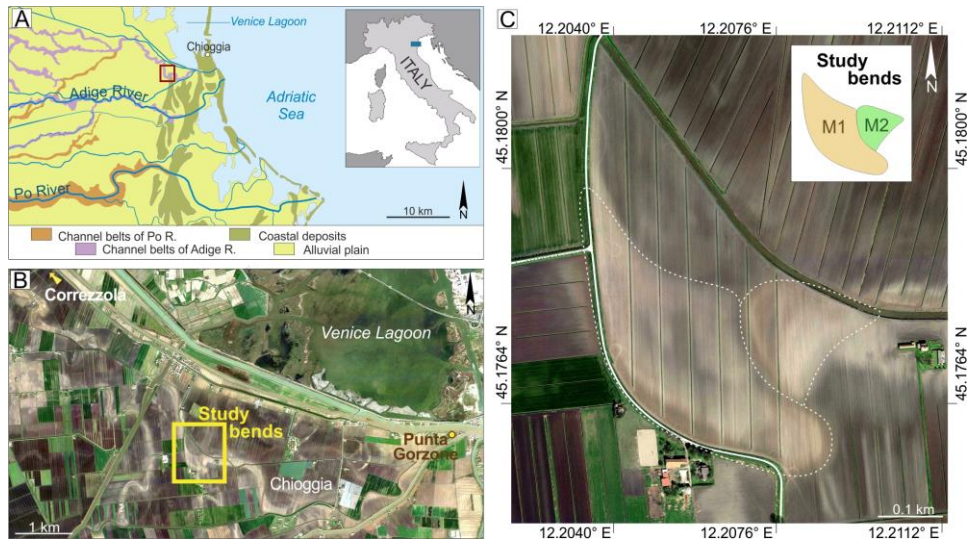 A
Venice Lagoon
Chioggia
Adige River
Adriatic
Sea
Po River
10 km
N
ITALY
Channel belts of Po R.
Coastal deposits
Channel belts of Adige R.
Alluvial plain
B
Correzzola
N
Venice Lagoon
Study
bends
Punta
Gorzone
Chioggia
1 km
C
12.2040° E
12.2076° E
12.2112° E
Study
bends
M1
M2
N
45.1800° N
45.1800° N
45.1764° N
45.1764° N
0.1 km
12.2040° E
12.2076° E
12.2112° E